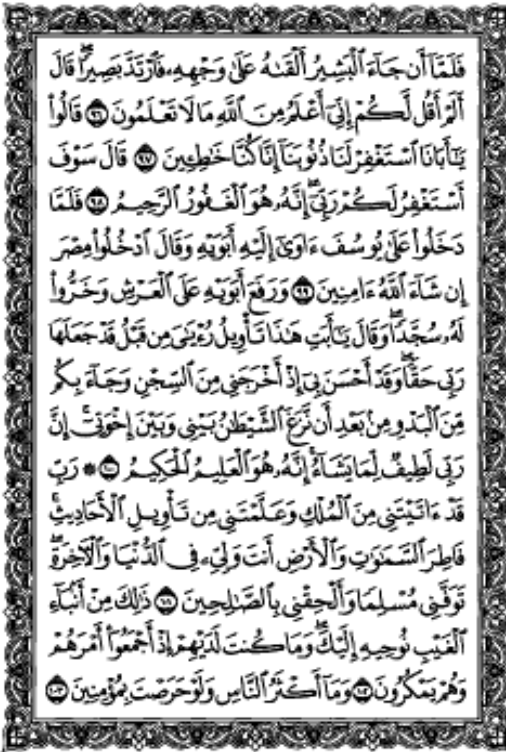 فَلَمَّآ أَن جَآءَ ٱلْبَشِيرُ أَلْقَىٰهُ عَلَىٰ وَجْهِهِۦ فَٱرْتَدَّ بَصِيرًاۖ قَالَ
أَلَمْ أَقُل لَّكُمْ إِنِّىٓ أَعْلَمُ مِنَ ٱللَّهِ مَا لَا تَعْلَمُونَ ٩٦ قَالُوا۟
يَـٰٓأَبَانَا ٱسْتَغْفِرْ لَنَا ذُنُوبَنَآ إِنَّا كُنَّا خَـٰطِـِٔينَ ٩٧ قَالَ سَوْفَ
أَسْتَغْفِرُ لَكُمْ رَبِّىٓۖ إِنَّهُۥ هُوَ ٱلْغَفُورُ ٱلرَّحِيمُ ٩٨ فَلَمَّا
دَخَلُوا۟ عَلَىٰ يُوسُفَ ءَاوَىٰٓ إِلَيْهِ أَبَوَيْهِ وَقَالَ ٱدْخُلُوا۟ مِصْرَ
إِن شَآءَ ٱللَّهُ ءَامِنِينَ ٩٩ وَرَفَعَ أَبَوَيْهِ عَلَى ٱلْعَرْشِ وَخَرُّوا۟
لَهُۥ سُجَّدًاۖ وَقَالَ يَـٰٓأَبَتِ هَـٰذَا تَأْوِيلُ رُءْيَـٰىَ مِن قَبْلُ قَدْ جَعَلَهَا
رَبِّى حَقًّاۖ وَقَدْ أَحْسَنَ بِىٓ إِذْ أَخْرَجَنِى مِنَ ٱلسِّجْنِ وَجَآءَ بِكُم
مِّنَ ٱلْبَدْوِ مِنۢ بَعْدِ أَن نَّزَغَ ٱلشَّيْطَـٰنُ بَيْنِى وَبَيْنَ إِخْوَتِىٓۚ إِنَّ
رَبِّى لَطِيفٌ لِّمَا يَشَآءُۚ إِنَّهُۥ هُوَ ٱلْعَلِيمُ ٱلْحَكِيمُ ١٠٠ ۞ رَبِّ
قَدْ ءَاتَيْتَنِى مِنَ ٱلْمُلْكِ وَعَلَّمْتَنِى مِن تَأْوِيلِ ٱلْأَحَادِيثِۚ
فَاطِرَ ٱلسَّمَـٰوَٰتِ وَٱلْأَرْضِ أَنتَ وَلِىِّۦ فِى ٱلدُّنْيَا وَٱلْـَٔاخِرَةِۖ
تَوَفَّنِى مُسْلِمًا وَأَلْحِقْنِى بِٱلصَّـٰلِحِينَ ١٠١ ذَٰلِكَ مِنْ أَنۢبَآءِ
ٱلْغَيْبِ نُوحِيهِ إِلَيْكَۖ وَمَا كُنتَ لَدَيْهِمْ إِذْ أَجْمَعُوٓا۟ أَمْرَهُمْ
وَهُمْ يَمْكُرُونَ ١٠٢ وَمَآ أَكْثَرُ ٱلنَّاسِ وَلَوْ حَرَصْتَ بِمُؤْمِنِينَ ١٠٣